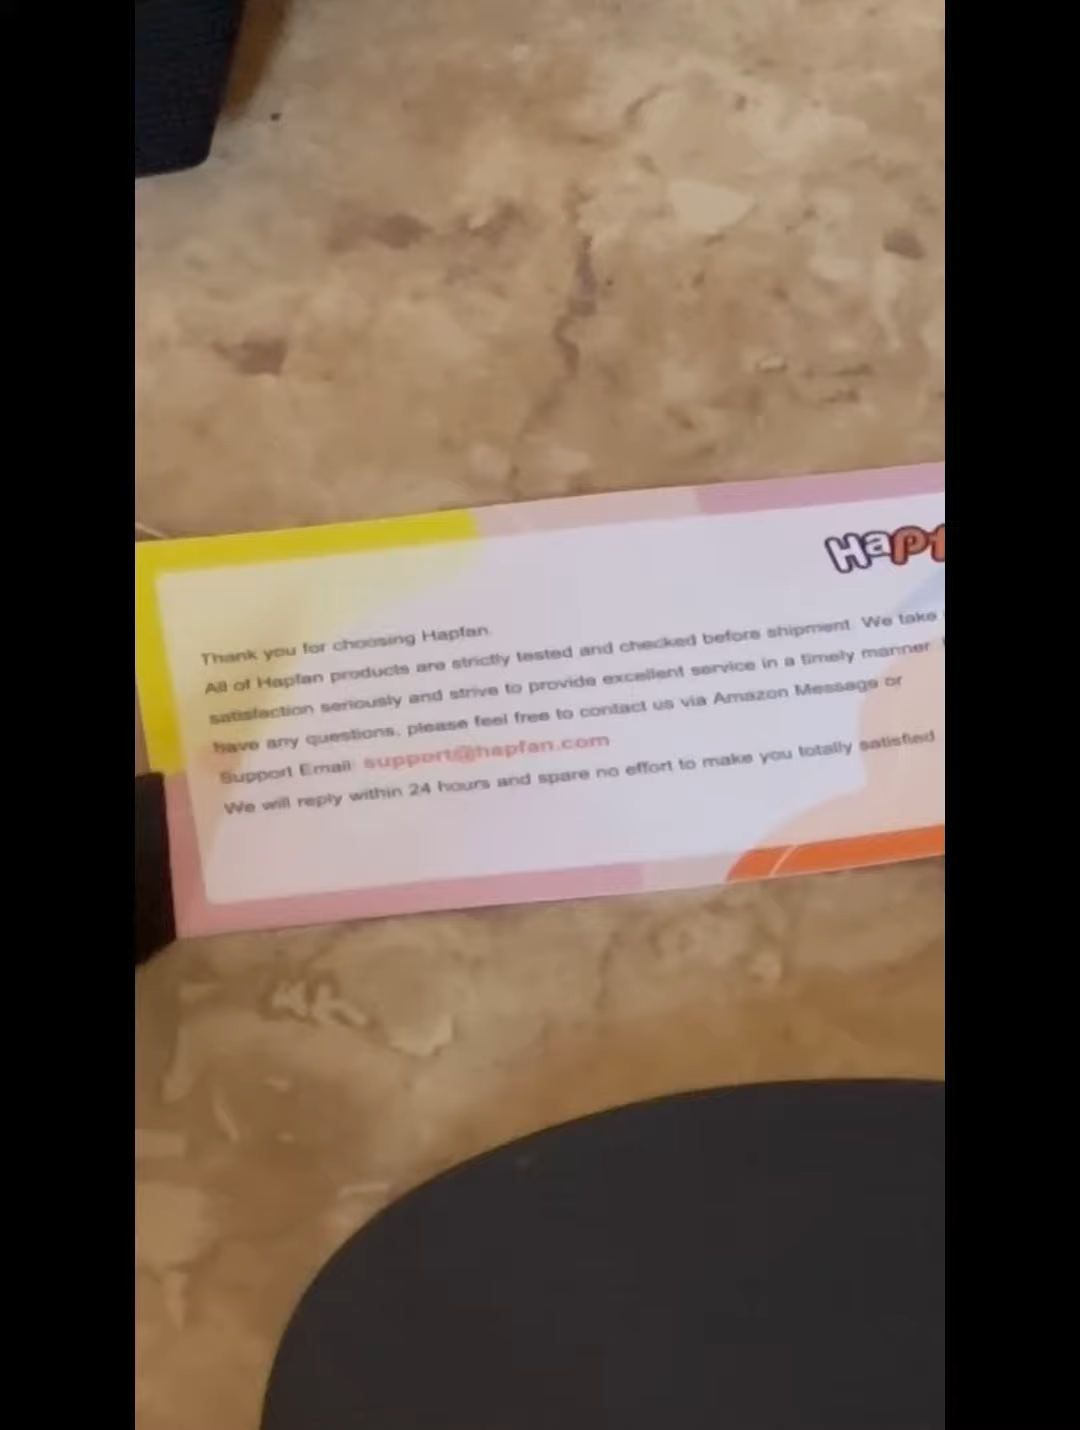 Hapf
Thank you for choosing Hapfan.
All of Hapfan products are strictly tested and checked before shipment. We take
satisfaction seriously and strive to provide excellent service in a timely manner.
have any questions, please feel free to contact us via Amazon Message or
Support Email: support@hapfan.com
We will reply within 24 hours and spare no effort to make you totally satisfied